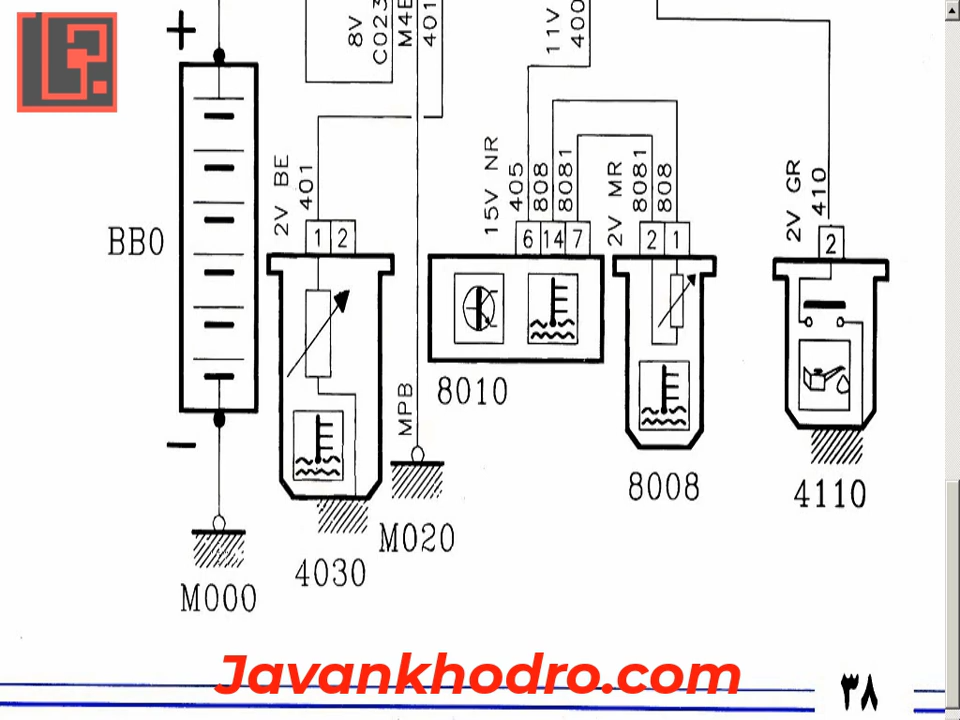 +
8V
C023
M4E
401
11V
400
BB0
2V BE
401
1 2
15V NR
405
808
8081
6 14 7
2V MR
8081
808
2 1
2V GR
410
2
MPB
8010
8008
4110
4030
M020
M000
−
Javankhodro.com
۳۸